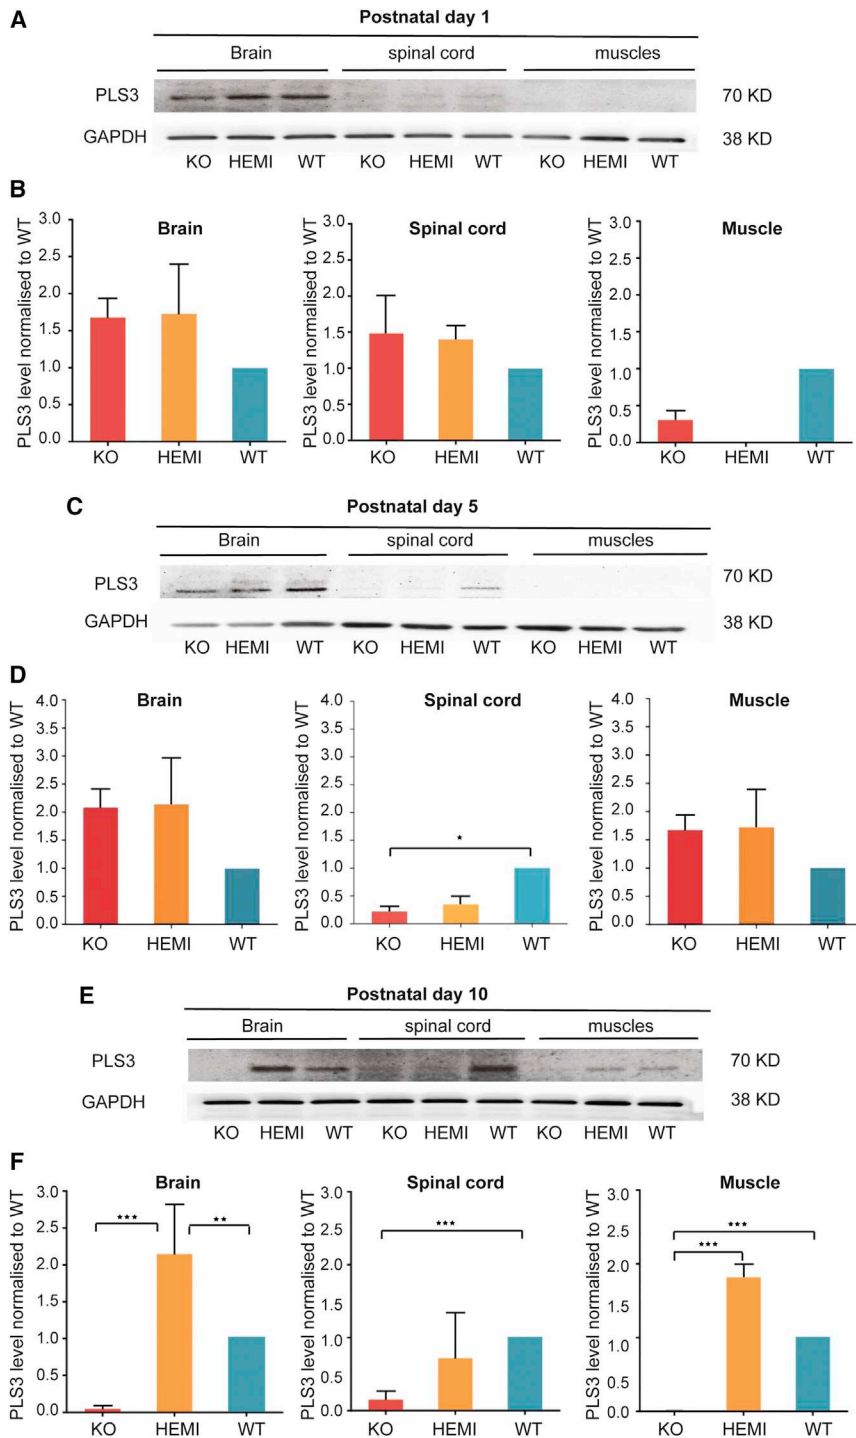 A
Postnatal day 1
Brain spinal cord muscles
PLS3 70 KD
GAPDH 38 KD
KO HEMI WT KO HEMI WT KO HEMI WT
B
Brain
PLS3 level normalised to WT
3.0
2.5
2.0
1.5
1.0
0.5
0.0
KO HEMI WT
Spinal cord
PLS3 level normalised to WT
3.0
2.5
2.0
1.5
1.0
0.5
0.0
KO HEMI WT
Muscle
PLS3 level normalised to WT
3.0
2.5
2.0
1.5
1.0
0.5
0.0
KO HEMI WT
C
Postnatal day 5
Brain spinal cord muscles
PLS3 70 KD
GAPDH 38 KD
KO HEMI WT KO HEMI WT KO HEMI WT
D
Brain
PLS3 level normalised to WT
4.0
3.5
3.0
2.5
2.0
1.5
1.0
0.5
0.0
KO HEMI WT
Spinal cord
PLS3 level normalised to WT
4.0
3.5
3.0
2.5
2.0
1.5
1.0
0.5
0.0
*
KO HEMI WT
Muscle
PLS3 level normalised to WT
4.0
3.5
3.0
2.5
2.0
1.5
1.0
0.5
0.0
KO HEMI WT
E
Postnatal day 10
Brain spinal cord muscles
PLS3 70 KD
GAPDH 38 KD
KO HEMI WT KO HEMI WT KO HEMI WT
F
Brain
PLS3 level normalised to WT
3.0
2.5
2.0
1.5
1.0
0.5
0.0
*** **
KO HEMI WT
Spinal cord
PLS3 level normalised to WT
3.0
2.5
2.0
1.5
1.0
0.5
0.0
***
KO HEMI WT
Muscle
PLS3 level normalised to WT
3.0
2.5
2.0
1.5
1.0
0.5
0.0
***
***
KO HEMI WT